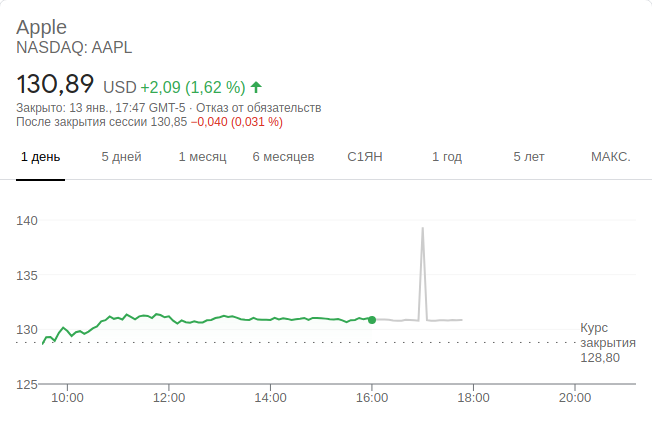 Apple
NASDAQ: AAPL
130,89 USD +2,09 (1,62 %)
Закрыто: 13 янв., 17:47 GMT-5 · Отказ от обязательств
После закрытия сессии 130,85 −0,040 (0,031 %)
1 день 5 дней 1 месяц 6 месяцев С1ЯН 1 год 5 лет МАКС.
140
135
130
Курс
закрытия
128,80
125
10:00 12:00 14:00 16:00 18:00 20:00